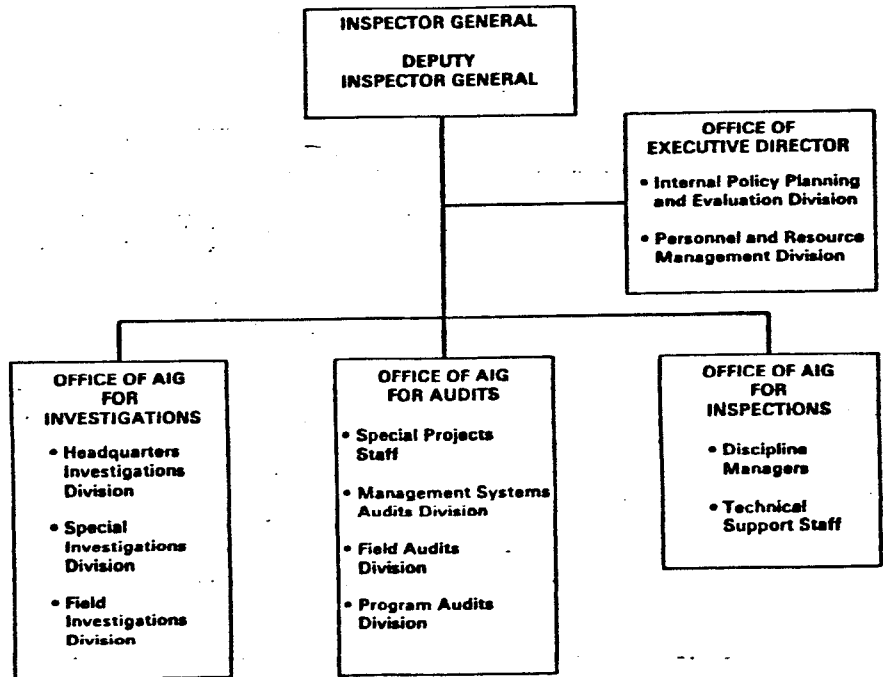 INSPECTOR GENERAL
DEPUTY
INSPECTOR GENERAL
OFFICE OF
EXECUTIVE DIRECTOR
• Internal Policy Planning
and Evaluation Division
• Personnel and Resource
Management Division
OFFICE OF AIG
FOR
INVESTIGATIONS
• Headquarters
Investigations
Division
• Special
Investigations
Division
• Field
Investigations
Division
OFFICE OF AIG
FOR AUDITS
• Special Projects
Staff
• Management Systems
Audits Division
• Field Audits
Division
• Program Audits
Division
OFFICE OF AIG
FOR
INSPECTIONS
• Discipline
Managers
• Technical
Support Staff